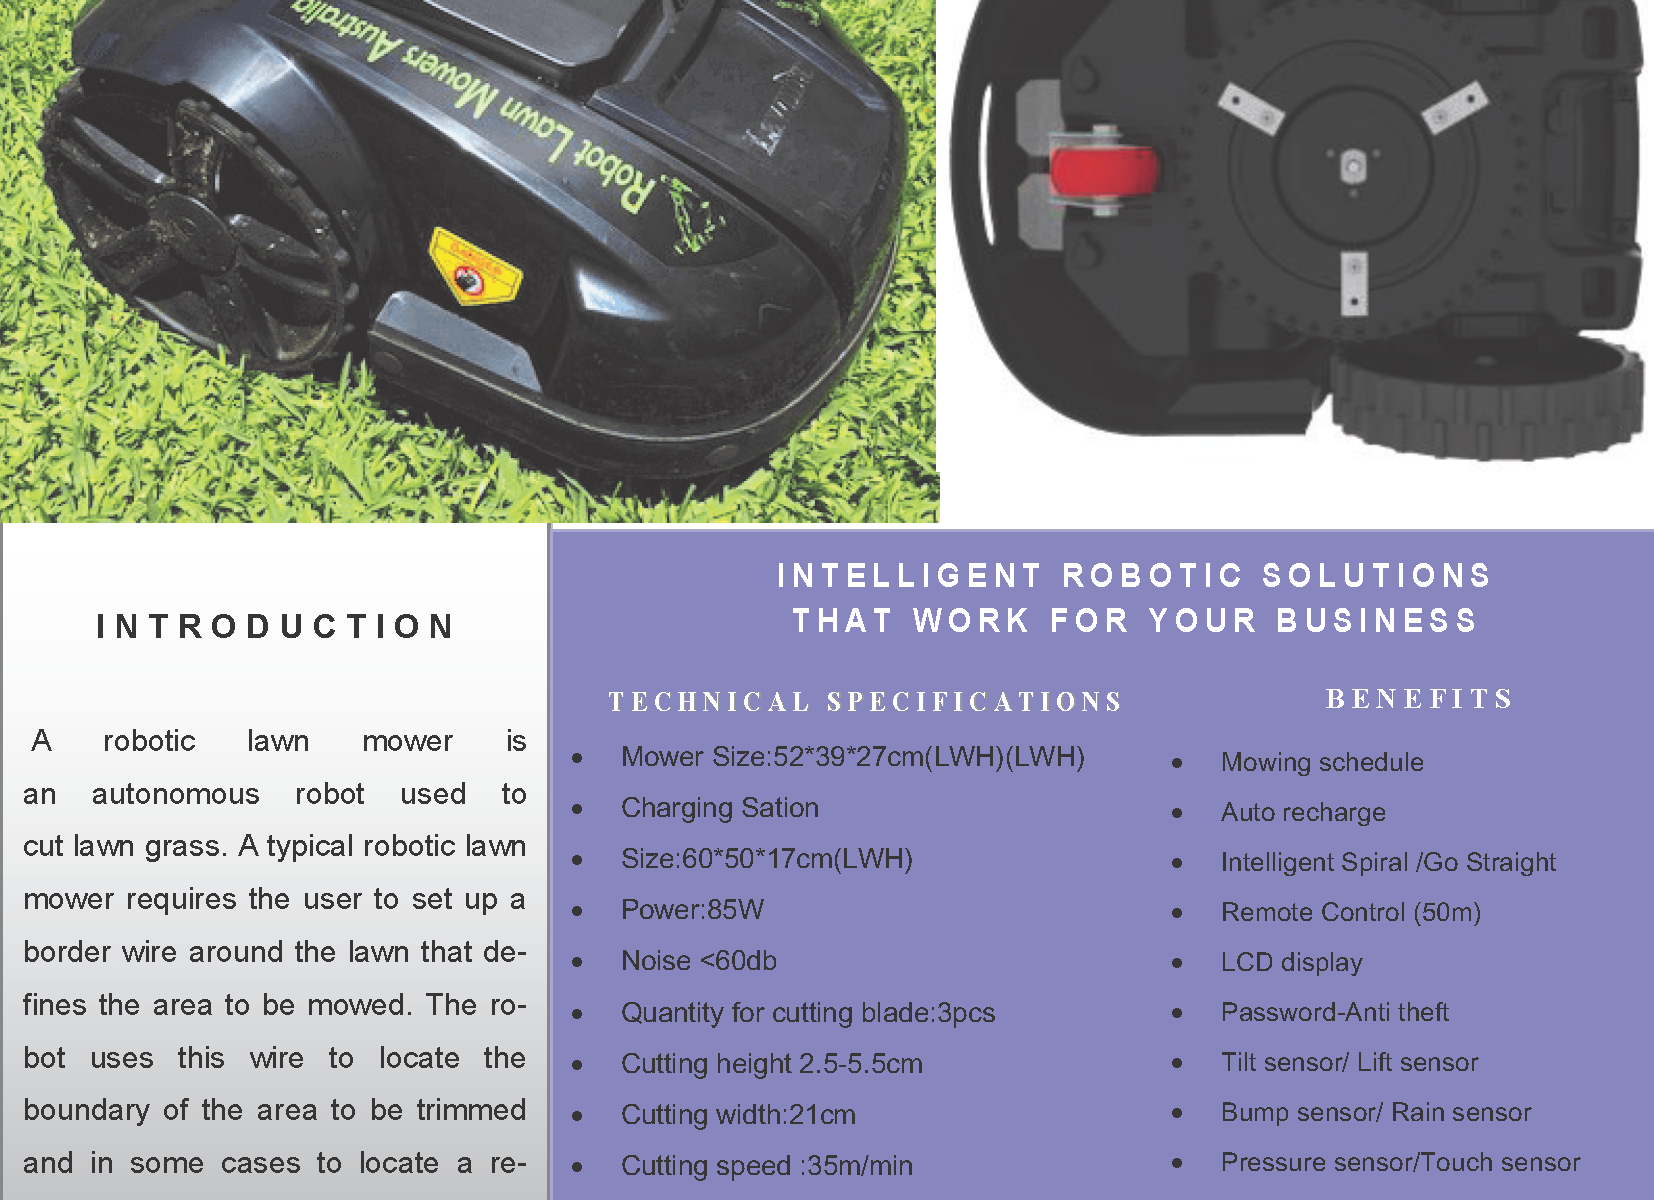 Robot Lawn Mowers Australia
INTRODUCTION
A robotic lawn mower is
an autonomous robot used to
cut lawn grass. A typical robotic lawn
mower requires the user to set up a
border wire around the lawn that de-
fines the area to be mowed. The ro-
bot uses this wire to locate the
boundary of the area to be trimmed
and in some cases to locate a re-
INTELLIGENT ROBOTIC SOLUTIONS
THAT WORK FOR YOUR BUSINESS
TECHNICAL SPECIFICATIONS
• Mower Size:52*39*27cm(LWH)(LWH)
• Charging Sation
• Size:60*50*17cm(LWH)
• Power:85W
• Noise <60db
• Quantity for cutting blade:3pcs
• Cutting height 2.5-5.5cm
• Cutting width:21cm
• Cutting speed :35m/min
BENEFITS
• Mowing schedule
• Auto recharge
• Intelligent Spiral /Go Straight
• Remote Control (50m)
• LCD display
• Password-Anti theft
• Tilt sensor/ Lift sensor
• Bump sensor/ Rain sensor
• Pressure sensor/Touch sensor